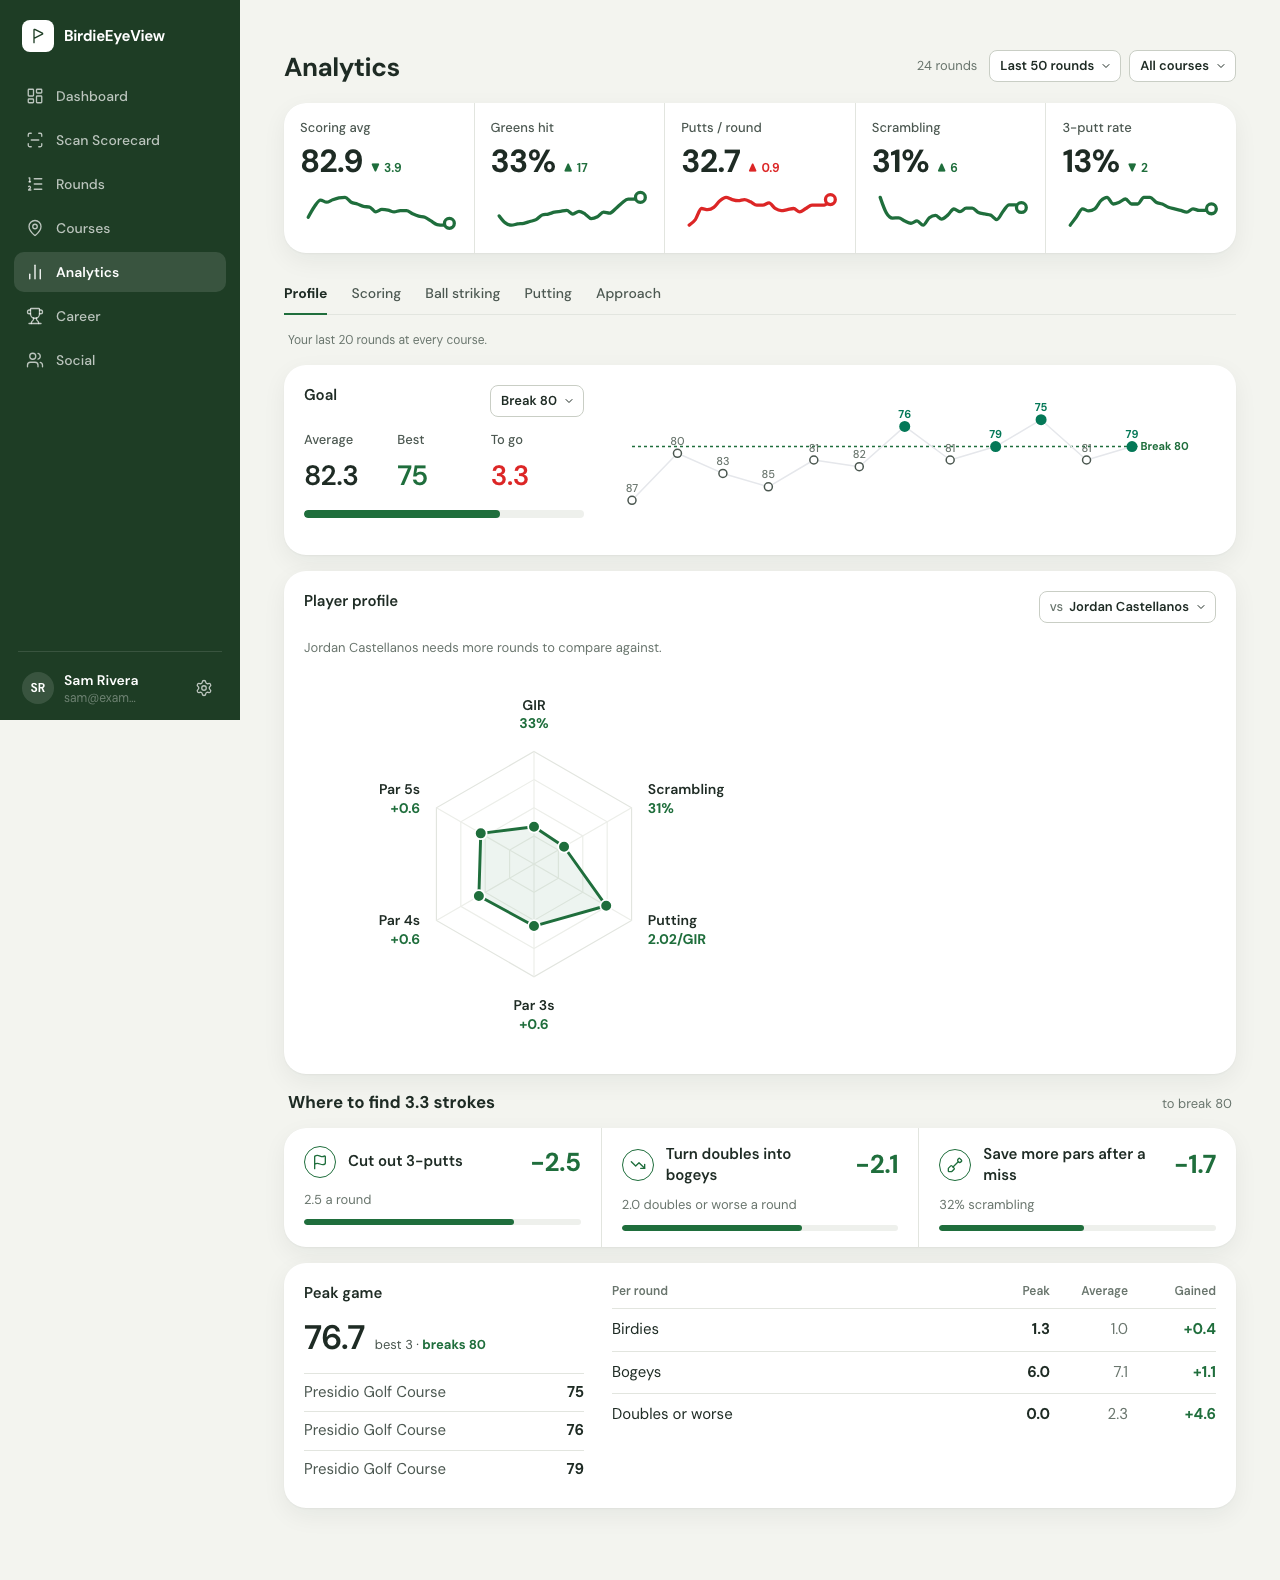 BirdieEyeView
Dashboard
Scan Scorecard
Rounds
Courses
Analytics
Career
Social
SR
Sam Rivera
sam@exam...
Analytics
24 rounds
Last 50 rounds
All courses
Scoring avg
82.9 ▼ 3.9
Greens hit
33% ▲ 17
Putts / round
32.7 ▲ 0.9
Scrambling
31% ▲ 6
3-putt rate
13% ▼ 2
Profile
Scoring
Ball striking
Putting
Approach
Your last 20 rounds at every course.
Goal
Break 80
Average
Best
To go
82.3
75
3.3
87
80
83
85
81
82
76
81
79
75
81
79
Break 80
Player profile
vs Jordan Castellanos
Jordan Castellanos needs more rounds to compare against.
GIR
33%
Par 5s
+0.6
Scrambling
31%
Par 4s
+0.6
Putting
2.02/GIR
Par 3s
+0.6
Where to find 3.3 strokes
to break 80
Cut out 3-putts
−2.5
2.5 a round
Turn doubles into
bogeys
−2.1
2.0 doubles or worse a round
Save more pars after a
miss
−1.7
32% scrambling
Peak game
76.7 best 3 · breaks 80
Presidio Golf Course 75
Presidio Golf Course 76
Presidio Golf Course 79
Per round Peak Average Gained
Birdies 1.3 1.0 +0.4
Bogeys 6.0 7.1 +1.1
Doubles or worse 0.0 2.3 +4.6